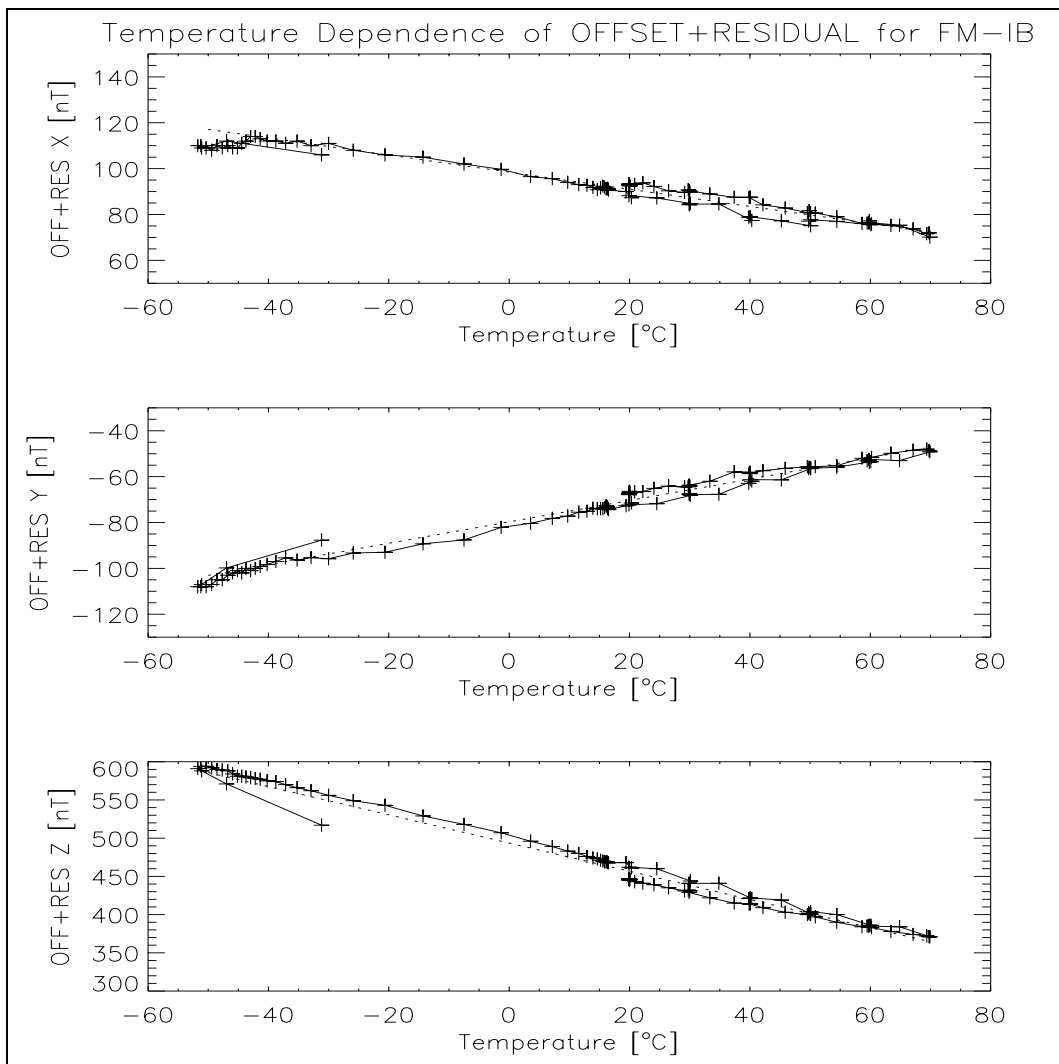 Temperature Dependence of OFFSET+RESIDUAL for FM−IB
OFF+RES X [nT]
140
120
100
80
60
−60 −40 −20 0 20 40 60 80
Temperature [°C]
OFF+RES Y [nT]
−40
−60
−80
−100
−120
−60 −40 −20 0 20 40 60 80
Temperature [°C]
OFF+RES Z [nT]
600
550
500
450
400
350
300
−60 −40 −20 0 20 40 60 80
Temperature [°C]